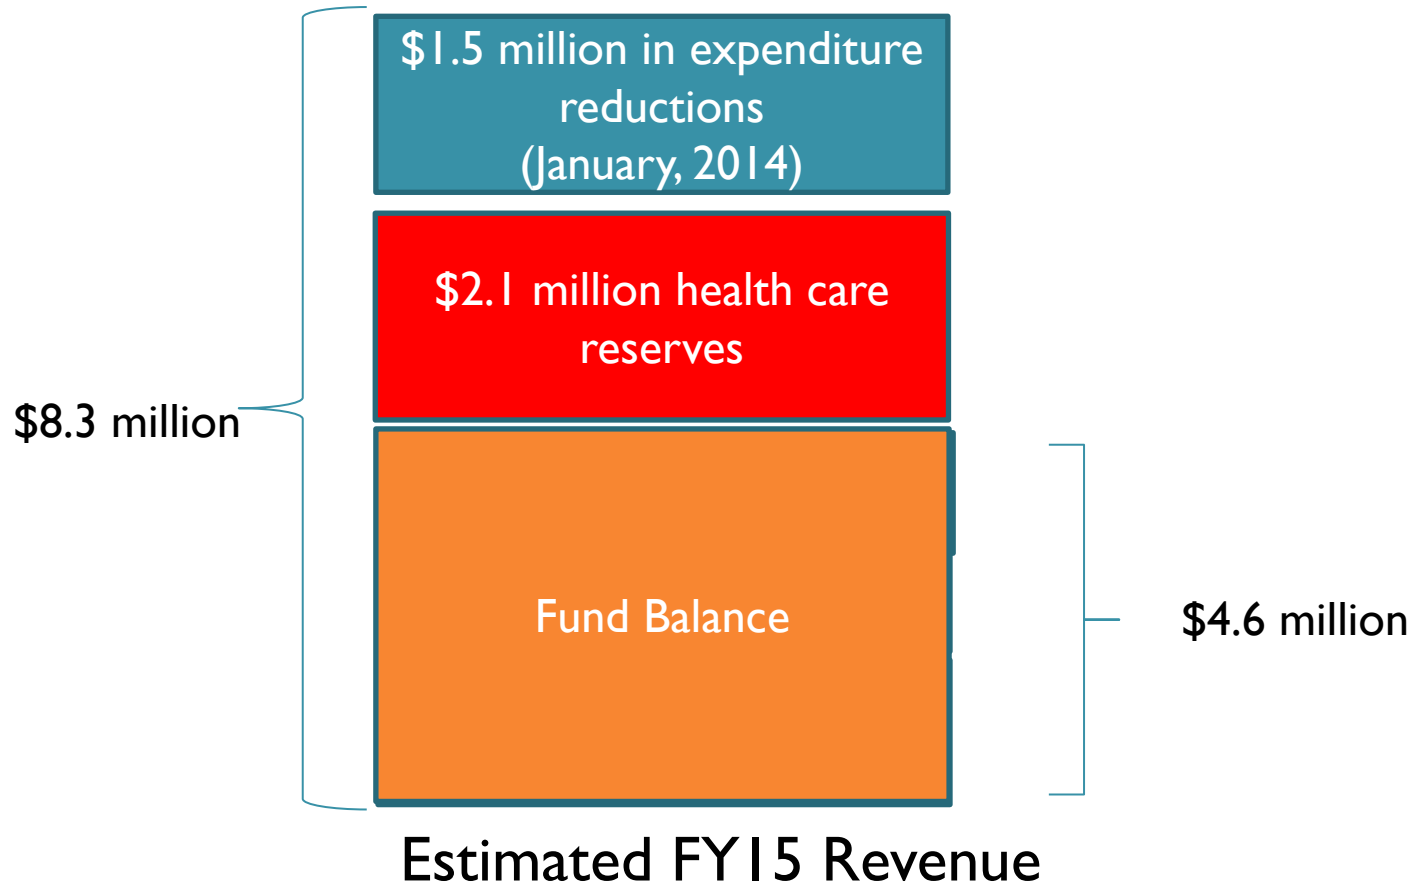 $1.5 million in expenditure
reductions
(January, 2014)
$2.1 million health care
reserves
$8.3 million
Fund Balance
$4.6 million
Estimated FY15 Revenue